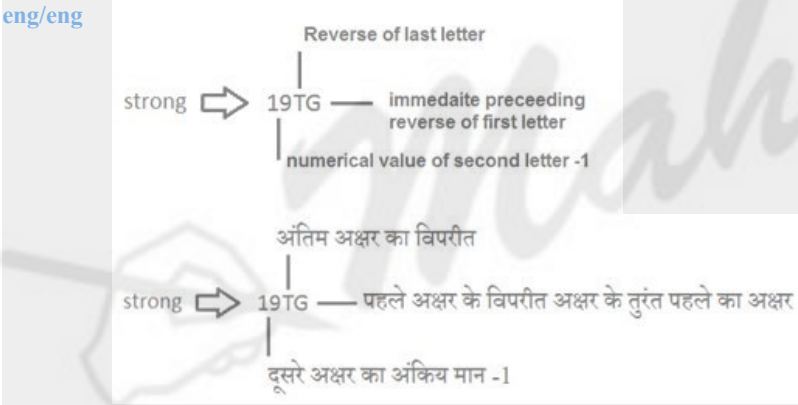 eng/eng
Reverse of last letter
strong 19TG immedaite preceeding
reverse of first letter
numerical value of second letter -1
अंतिम अक्षर का विपरीत
strong 19TG पहले अक्षर के विपरीत अक्षर के तुरंत पहले का अक्षर
दूसरे अक्षर का अंकिय मान -1
Mah